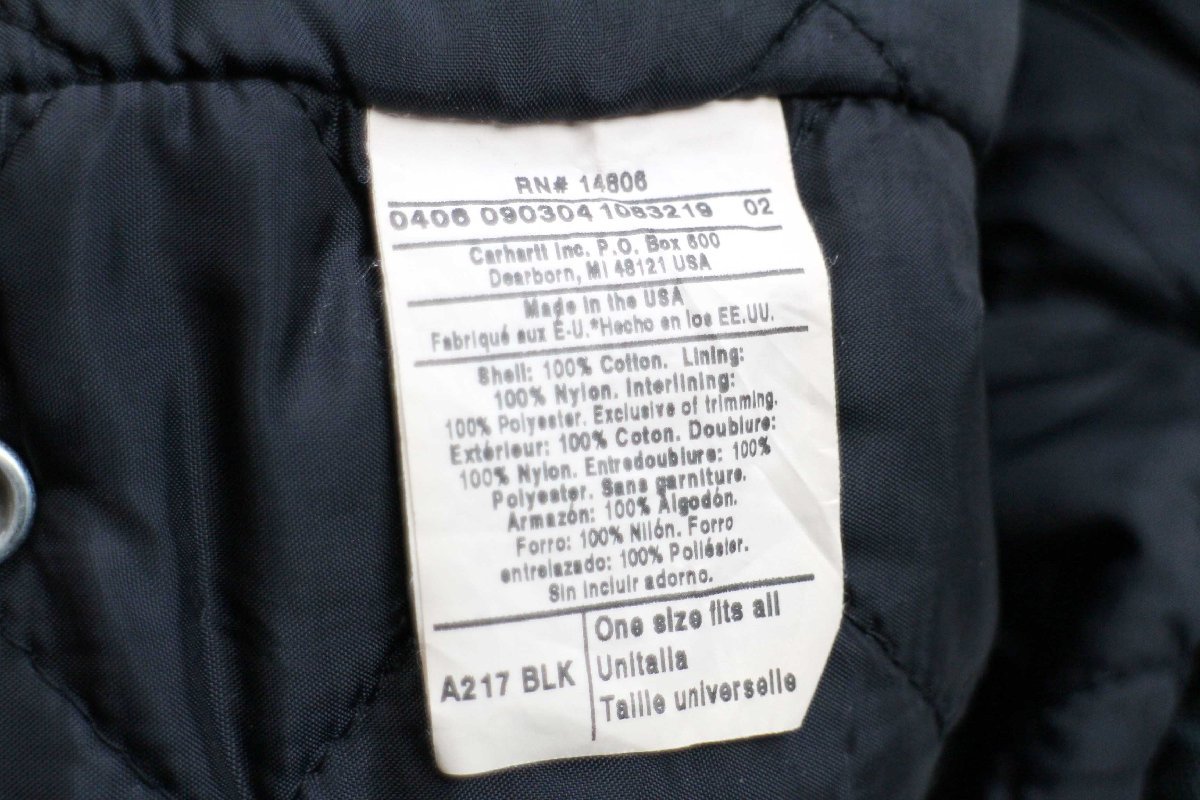 RN# 14806
0406 090304 1083219 02
Carhartt Inc. P.O. Box 600
Dearborn, MI 48121 USA
Made in the USA
Fabriqué aux É-U.*Hecho en los EE.UU.
Shell: 100% Cotton. Lining:
100% Nylon. Interlining:
100% Polyester. Exclusive of trimming.
Extérieur: 100% Coton. Doublure:
100% Nylon. Entredoublure: 100%
Polyester. Sans garniture.
Armazón: 100% Algodón.
Forro: 100% Nilón. Forro
entrelazado: 100% Poliéster.
Sin incluir adorno.
A217 BLK
One size fits all
Unitalla
Taille universelle